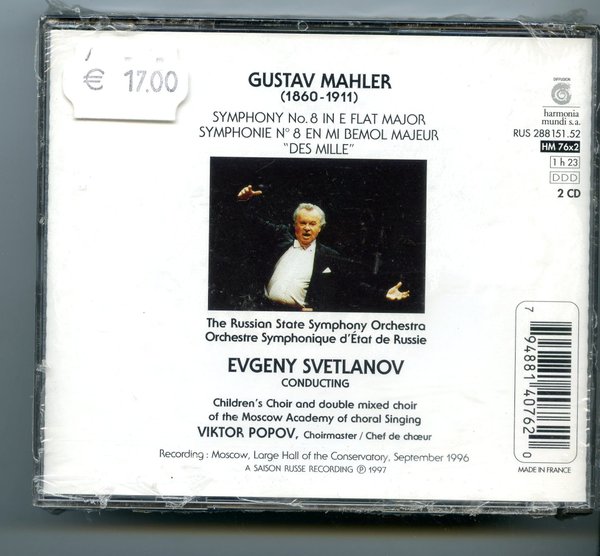 € 17.00
GUSTAV MAHLER
(1860-1911)
SYMPHONY No. 8 IN E FLAT MAJOR
SYMPHONIE N° 8 EN MI BEMOL MAJEUR
"DES MILLE"
DIFFUSION
harmonia
mundi s.a.
RUS 288151.52
HM 76x2
1 h 23
DDD
2 CD
The Russian State Symphony Orchestra
Orchestre Symphonique d'État de Russie
EVGENY SVETLANOV
CONDUCTING
Children's Choir and double mixed choir
of the Moscow Academy of choral Singing
VIKTOR POPOV, Choirmaster / Chef de chœur
Recording : Moscow, Large Hall of the Conservatory, September 1996
A SAISON RUSSE RECORDING ℗ 1997
7 94881 40762 0
MADE IN FRANCE